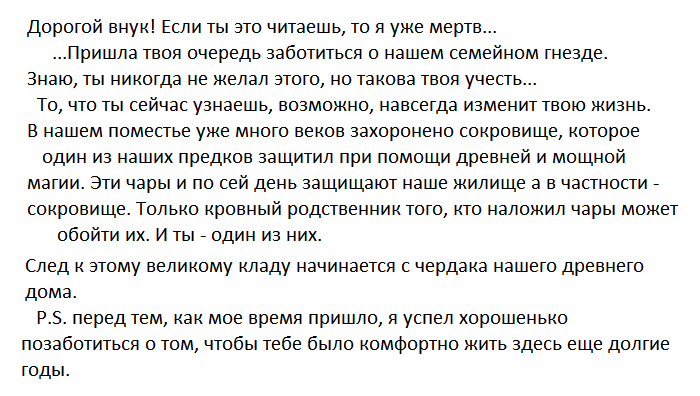 Дорогой внук! Если ты это читаешь, то я уже мертв...
...Пришла твоя очередь заботиться о нашем семейном гнезде.
Знаю, ты никогда не желал этого, но такова твоя учесть...
То, что ты сейчас узнаешь, возможно, навсегда изменит твою жизнь.
В нашем поместье уже много веков захоронено сокровище, которое
один из наших предков защитил при помощи древней и мощной
магии. Эти чары и по сей день защищают наше жилище а в частности -
сокровище. Только кровный родственник того, кто наложил чары может
обойти их. И ты - один из них.
След к этому великому кладу начинается с чердака нашего древнего
дома.
P.S. перед тем, как мое время пришло, я успел хорошенько
позаботиться о том, чтобы тебе было комфортно жить здесь еще долгие
годы.